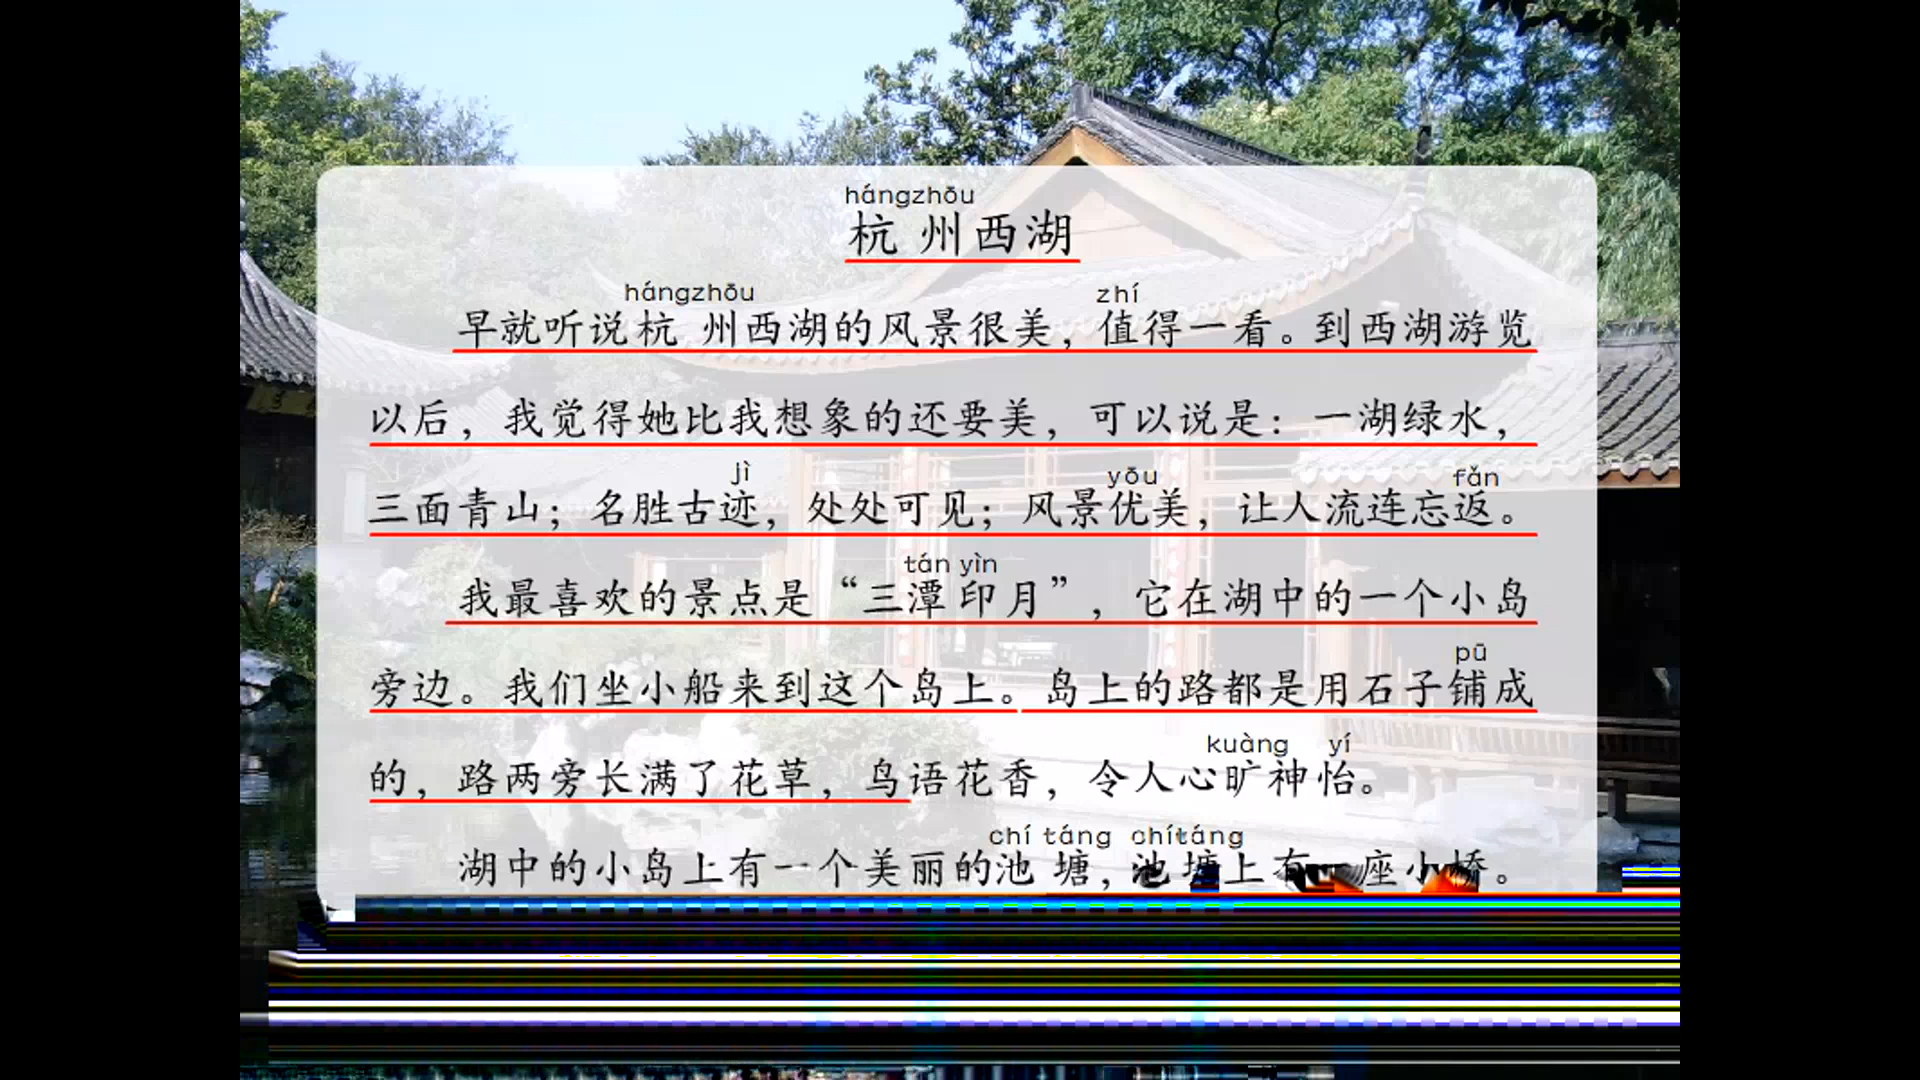 hángzhōu
杭州西湖
hángzhōu zhí
早就听说杭州西湖的风景很美，值得一看。到西湖游览
以后，我觉得她比我想象的还要美，可以说是：一湖绿水，
jì yōu fǎn
三面青山；名胜古迹，处处可见；风景优美，让人流连忘返。
tán yìn
我最喜欢的景点是“三潭印月”，它在湖中的一个小岛
pū
旁边。我们坐小船来到这个岛上。岛上的路都是用石子铺成
kuàng yí
的，路两旁长满了花草，鸟语花香，令人心旷神怡。
chí táng chítáng
湖中的小岛上有一个美丽的池塘，池塘上有一座小桥。